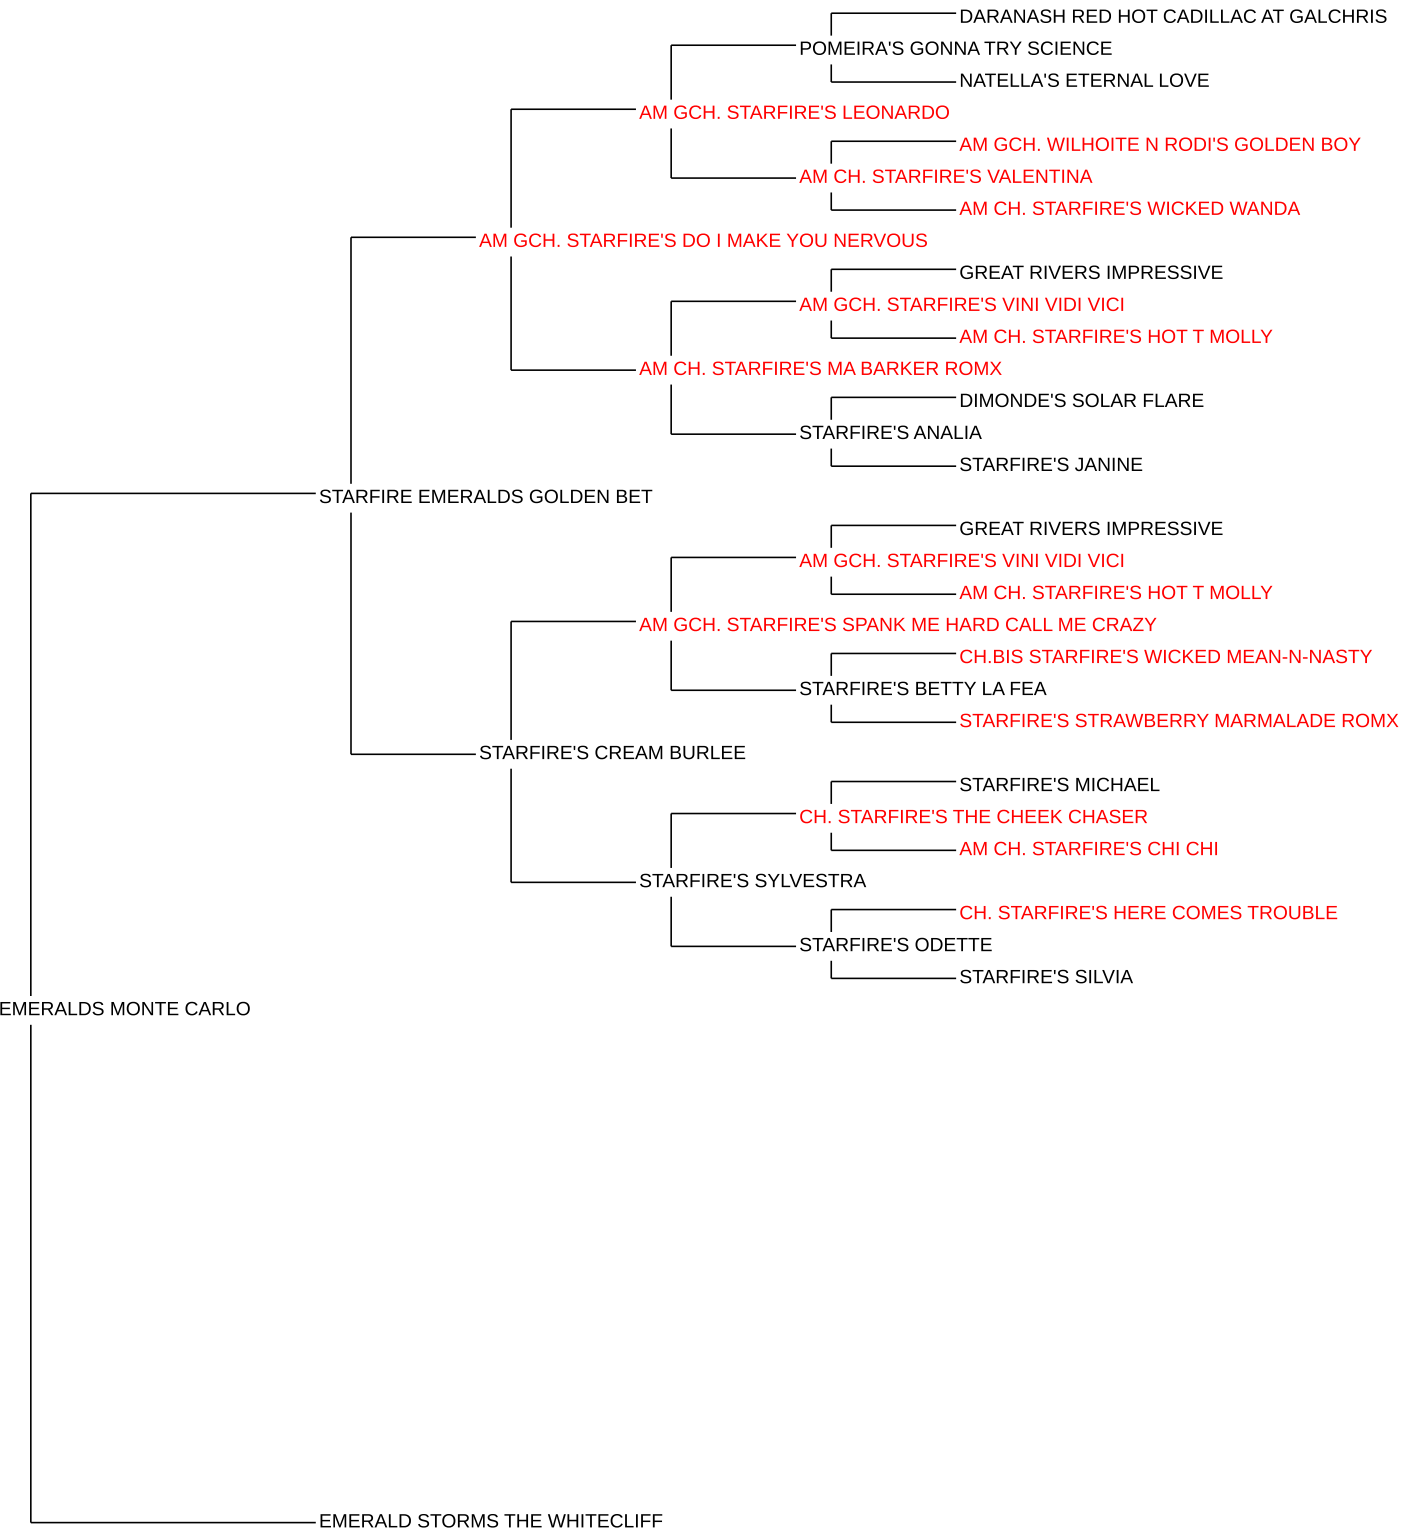 DARANASH RED HOT CADILLAC AT GALCHRIS
POMEIRA'S GONNA TRY SCIENCE
NATELLA'S ETERNAL LOVE
AM GCH. STARFIRE'S LEONARDO
AM GCH. WILHOITE N RODI'S GOLDEN BOY
AM CH. STARFIRE'S VALENTINA
AM CH. STARFIRE'S WICKED WANDA
AM GCH. STARFIRE'S DO I MAKE YOU NERVOUS
GREAT RIVERS IMPRESSIVE
AM GCH. STARFIRE'S VINI VIDI VICI
AM CH. STARFIRE'S HOT T MOLLY
AM CH. STARFIRE'S MA BARKER ROMX
DIMONDE'S SOLAR FLARE
STARFIRE'S ANALIA
STARFIRE'S JANINE
STARFIRE EMERALDS GOLDEN BET
GREAT RIVERS IMPRESSIVE
AM GCH. STARFIRE'S VINI VIDI VICI
AM CH. STARFIRE'S HOT T MOLLY
AM GCH. STARFIRE'S SPANK ME HARD CALL ME CRAZY
CH.BIS STARFIRE'S WICKED MEAN-N-NASTY
STARFIRE'S BETTY LA FEA
STARFIRE'S STRAWBERRY MARMALADE ROMX
STARFIRE'S CREAM BURLEE
STARFIRE'S MICHAEL
CH. STARFIRE'S THE CHEEK CHASER
AM CH. STARFIRE'S CHI CHI
STARFIRE'S SYLVESTRA
CH. STARFIRE'S HERE COMES TROUBLE
STARFIRE'S ODETTE
STARFIRE'S SILVIA
EMERALDS MONTE CARLO
EMERALD STORMS THE WHITECLIFF